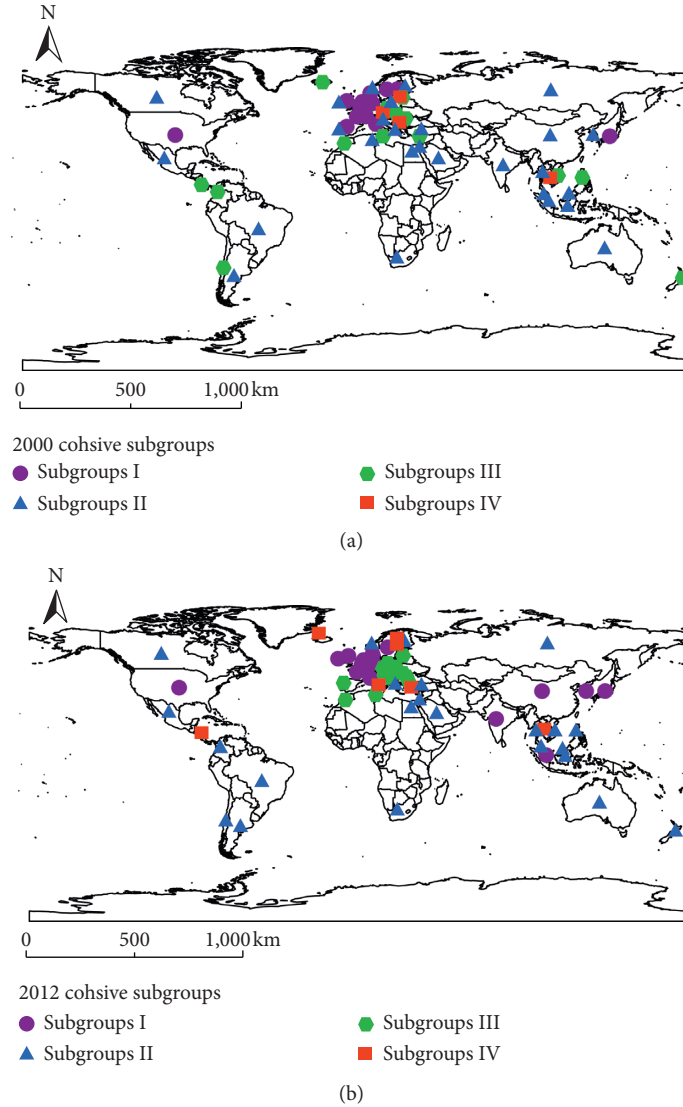 N
0 500 1,000 km
2000 cohsive subgroups
Subgroups I Subgroups III
Subgroups II Subgroups IV
(a)
N
0 500 1,000 km
2012 cohsive subgroups
Subgroups I Subgroups III
Subgroups II Subgroups IV
(b)